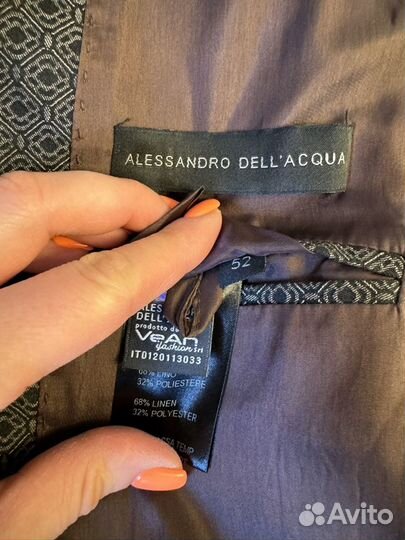 ALESSANDRO DELL'ACQUA
52
DELL'
prodotto da
VeAn
fashion srl
IT0120113033
68% LINO
32% POLIESTERE
68% LINEN
32% POLYESTER
TEMP
Avito